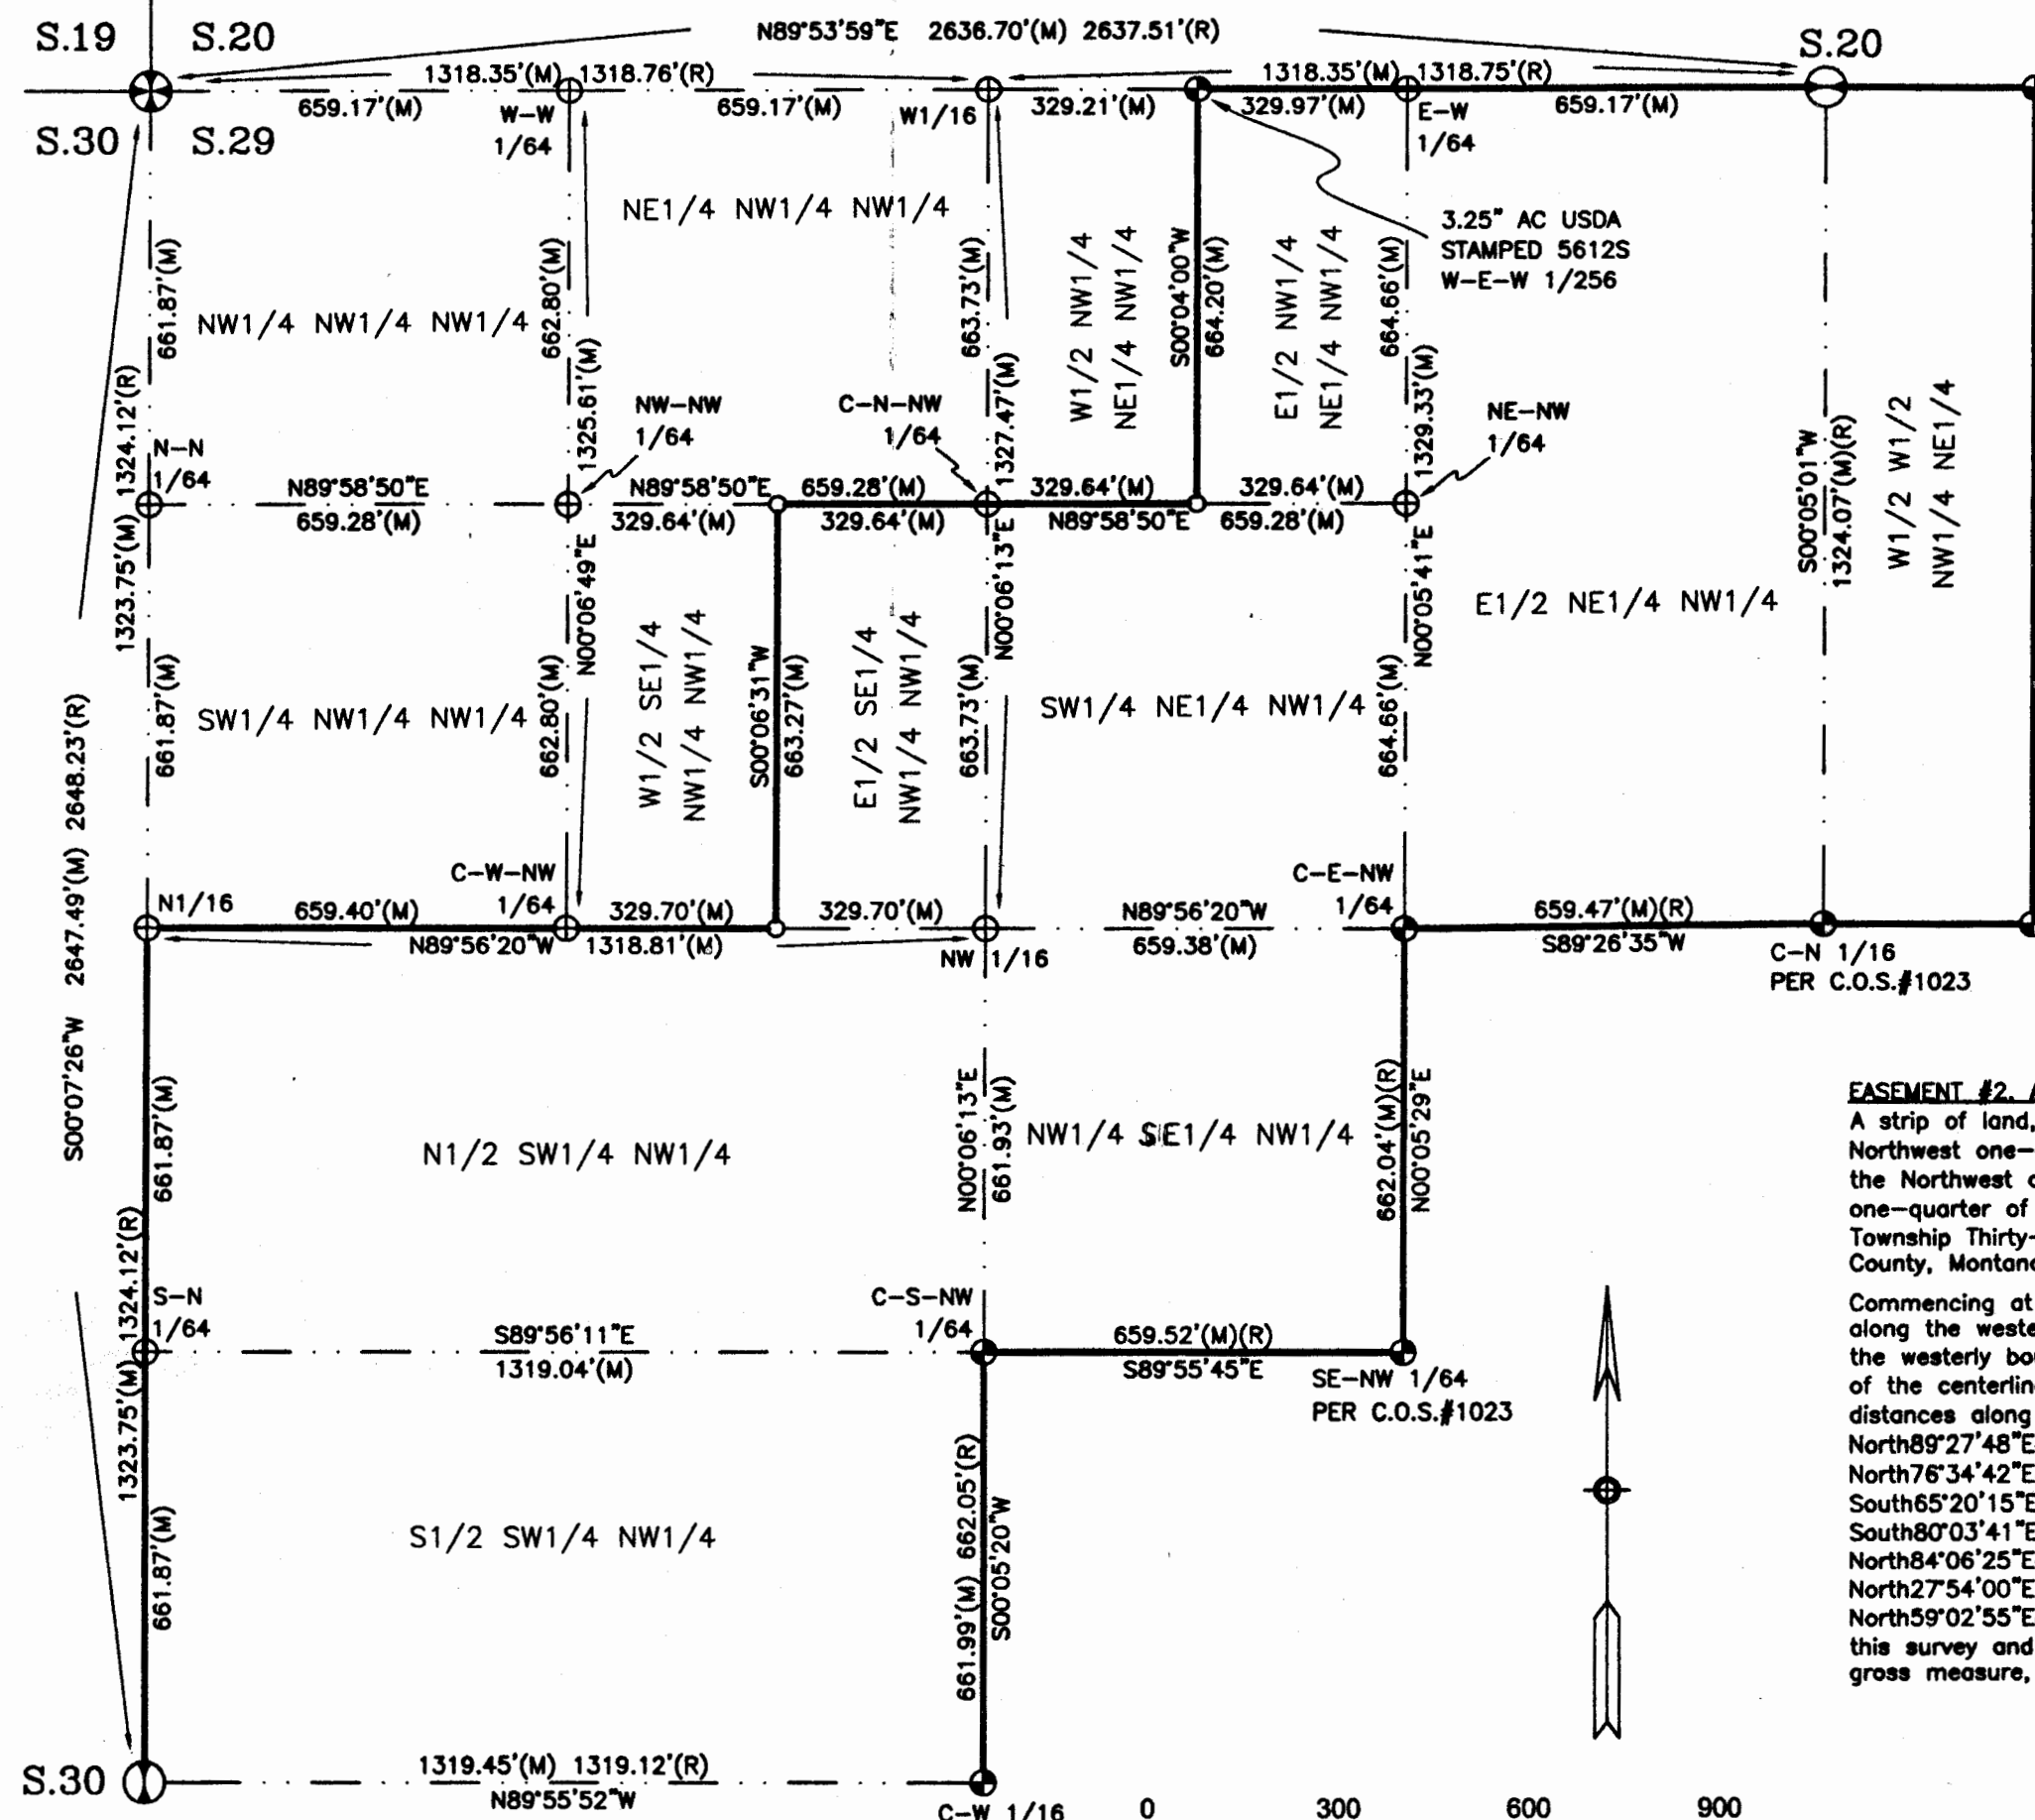 S.19
S.20
N89°53'59"E 2636.70'(M) 2637.51'(R)
S.20
1318.35'(M) 1318.76'(R)
1318.35'(M) 1318.75'(R)
659.17'(M)
W-W
1/64
659.17'(M)
W1/16
329.21'(M)
329.97'(M)
E-W
1/64
659.17'(M)
S.30
S.29
NE1/4 NW1/4 NW1/4
3.25" AC USDA
STAMPED 5612S
W-E-W 1/256
661.87'(M)
NW1/4 NW1/4 NW1/4
662.80'(M)
663.73'(M)
W1/2 NW1/4
NE1/4 NW1/4
S00°04'00"W
664.20'(M)
E1/2 NW1/4
NE1/4 NW1/4
664.66'(M)
1323.75'(M) 1324.12'(R)
1325.61'(M)
1327.47'(M)
1329.33'(M)
N-N
1/64
NW-NW
1/64
C-N-NW
1/64
NE-NW
1/64
S00°05'01"W
1324.07'(M)(R)
W1/2 W1/2
NW1/4 NE1/4
N89°58'50"E
659.28'(M)
N89°58'50"E
659.28'(M)
329.64'(M)
329.64'(M)
329.64'(M)
329.64'(M)
N89°58'50"E
659.28'(M)
N00°06'49"E
N00°06'13"E
N00°05'41"E
E1/2 NE1/4 NW1/4
661.87'(M)
SW1/4 NW1/4 NW1/4
662.80'(M)
W1/2 SE1/4
NW1/4 NW1/4
S00°06'31"W
663.27'(M)
E1/2 SE1/4
NW1/4 NW1/4
663.73'(M)
SW1/4 NE1/4 NW1/4
664.66'(M)
S00°07'26"W 2647.49'(M) 2648.23'(R)
N1/16
659.40'(M)
C-W-NW
1/64
329.70'(M)
329.70'(M)
N89°56'20"W
1318.81'(M)
NW 1/16
N89°56'20"W
659.38'(M)
C-E-NW
1/64
659.47'(M)(R)
S89°26'35"W
C-N 1/16
PER C.O.S.#1023
661.87'(M)
N1/2 SW1/4 NW1/4
N00°06'13"E
661.93'(M)
NW1/4 SE1/4 NW1/4
662.04'(M)(R)
N00°05'29"E
1323.75'(M) 1324.12'(R)
S-N
1/64
S89°56'11"E
1319.04'(M)
C-S-NW
1/64
659.52'(M)(R)
S89°55'45"E
SE-NW 1/64
PER C.O.S.#1023
661.87'(M)
S1/2 SW1/4 NW1/4
661.99'(M) 662.05'(R)
S00°05'20"W
S.30
1319.45'(M) 1319.12'(R)
N89°55'52"W
C-W 1/16
0 300 600 900
EASEMENT #2.
A strip of land,
Northwest one-
the Northwest
one-quarter of
Township Thirty-
County, Montana
Commencing at
along the weste
the westerly bo
of the centerlin
distances along
North89°27'48"E
North76°34'42"E
South65°20'15"E
South80°03'41"E
North84°06'25"E
North27°54'00"E
North59°02'55"E
this survey and
gross measure,